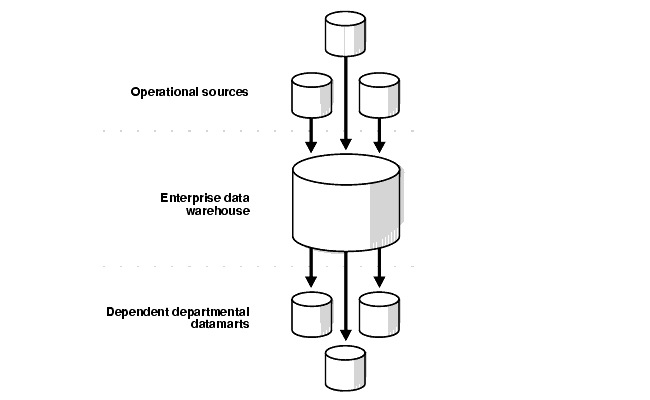 Operational sources
Enterprise data
warehouse
Dependent departmental
datamarts